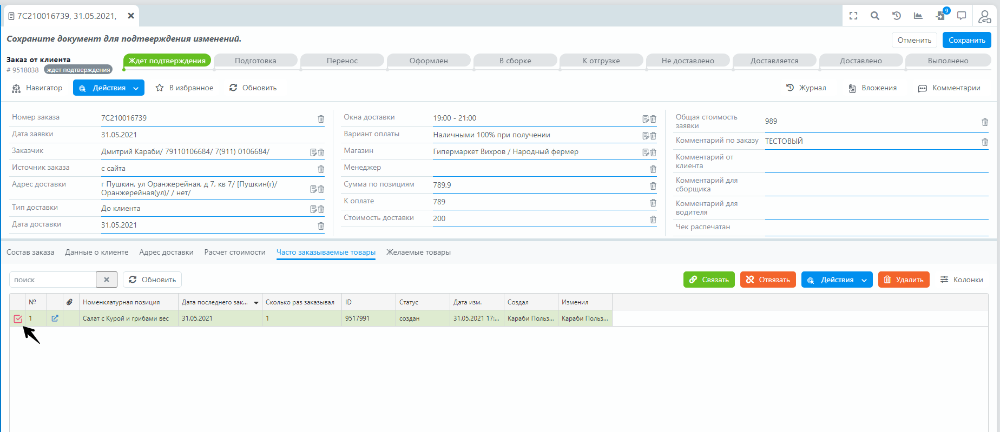 7С210016739, 31.05.2021,
9
Сохраните документ для подтверждения изменений.
Отменить
Сохранить
Заказ от клиента
# 9518038 ждет подтверждения
Ждет подтверждения
Подготовка
Перенос
Оформлен
В сборке
К отгрузке
Не доставлено
Доставляется
Доставлено
Выполнено
Навигатор
Действия
В избранное
Обновить
Журнал
Вложения
Комментарии
Номер заказа 7С210016739
Дата заявки 31.05.2021
Заказчик Дмитрий Караби/ 79110106684/ 7(911) 0106684/
Источник заказа с сайта
Адрес доставки г Пушкин, ул Оранжерейная, д 7, кв 7/ [Пушкин(г)/
Оранжерейная(ул)/ / нет/
Тип доставки До клиента
Дата доставки 31.05.2021
Окна доставки 19:00 - 21:00
Вариант оплаты Наличными 100% при получении
Магазин Гипермаркет Вихров / Народный фермер
Менеджер
Сумма по позициям 789,9
К оплате 789
Стоимость доставки 200
Общая стоимость
заявки 989
Комментарий по заказу ТЕСТОВЫЙ
Комментарий от
клиента
Комментарий для
сборщика
Комментарий для
водителя
Чек распечатан
Состав заказа
Данные о клиенте
Адрес доставки
Расчет стоимости
Часто заказываемые товары
Желаемые товары
поиск
Обновить
Связать
Отвязать
Действия
Удалить
Колонки
№ Номенклатурная позиция Дата последнего зак... Сколько раз заказывал ID Статус Дата изм. Создал Изменил
1 Салат с Курой и грибами вес 31.05.2021 1 9517991 создан 31.05.2021 17:... Караби Польз... Караби Польз...